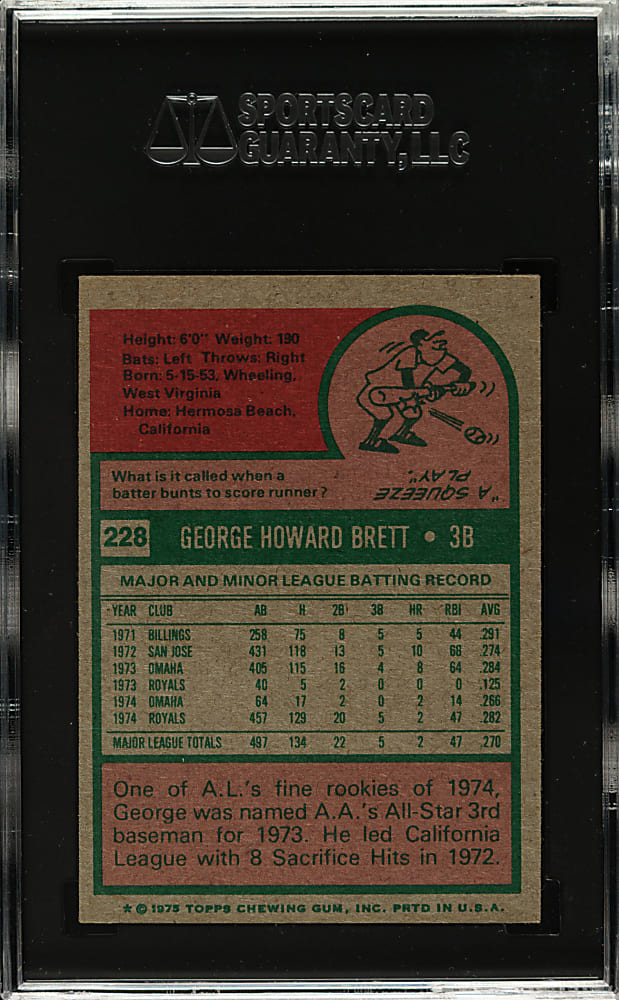 SPORTSCARD
GUARANTY, LLC
Height: 6'0" Weight: 190
Bats: Left Throws: Right
Born: 5-15-53, Wheeling,
West Virginia
Home: Hermosa Beach,
California
What is it called when a
batter bunts to score runner?
"A SQUEEZE
PLAY".
228 GEORGE HOWARD BRETT • 3B
MAJOR AND MINOR LEAGUE BATTING RECORD
YEAR CLUB AB H 2B 3B HR RBI AVG
1971 BILLINGS 258 75 8 5 5 44 .291
1972 SAN JOSE 431 118 13 5 10 68 .274
1973 OMAHA 405 115 16 4 8 64 .284
1973 ROYALS 40 5 2 0 0 0 .125
1974 OMAHA 64 17 2 0 2 14 .266
1974 ROYALS 457 129 20 5 2 47 .282
MAJOR LEAGUE TOTALS 497 134 22 5 2 47 .270
One of A.L.'s fine rookies of 1974,
George was named A.A.'s All-Star 3rd
baseman for 1973. He led California
League with 8 Sacrifice Hits in 1972.
* © 1975 TOPPS CHEWING GUM, INC. PRTD IN U.S.A.